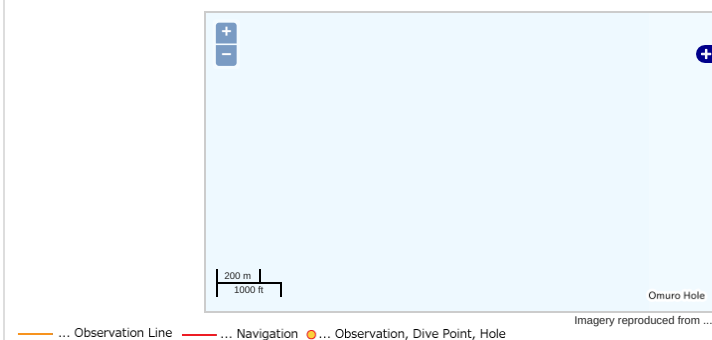 +
−
+
200 m
1000 ft
Omuro Hole
Imagery reproduced from ...
... Observation Line ... Navigation ... Observation, Dive Point, Hole